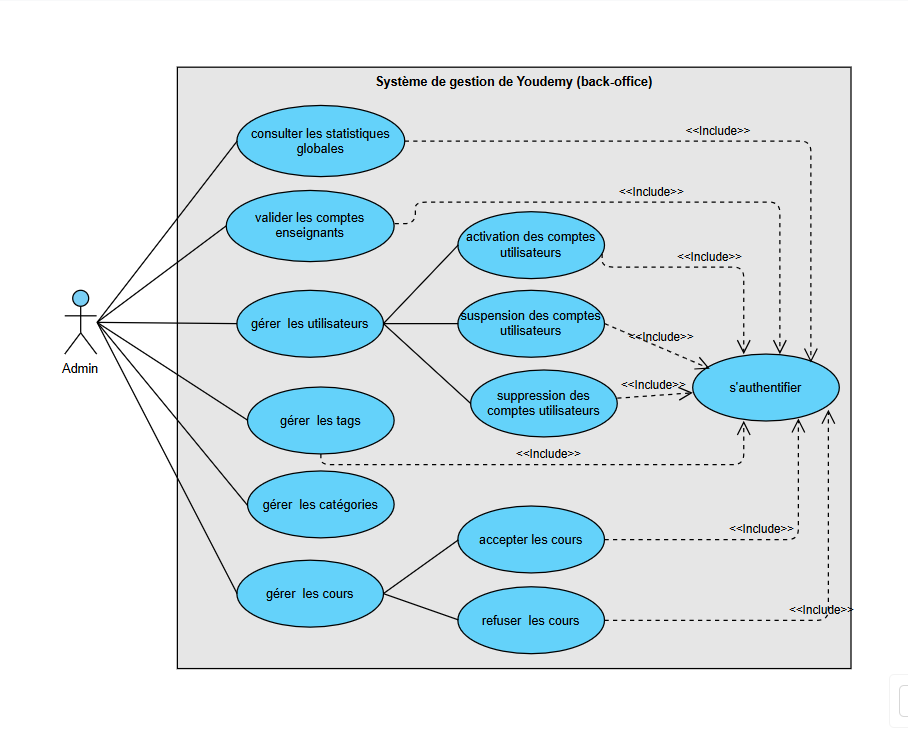 Système de gestion de Youdemy (back-office)
consulter les statistiques
globales
<<Include>>
valider les comptes
enseignants
<<Include>>
activation des comptes
utilisateurs
<<Include>>
gérer  les utilisateurs
suspension des comptes
utilisateurs
<<Include>>
Admin
suppression des
comptes utilisateurs
<<Include>>
s'authentifier
gérer  les tags
<<Include>>
gérer  les catégories
accepter les cours
<<Include>>
gérer  les cours
refuser  les cours
<<Include>>